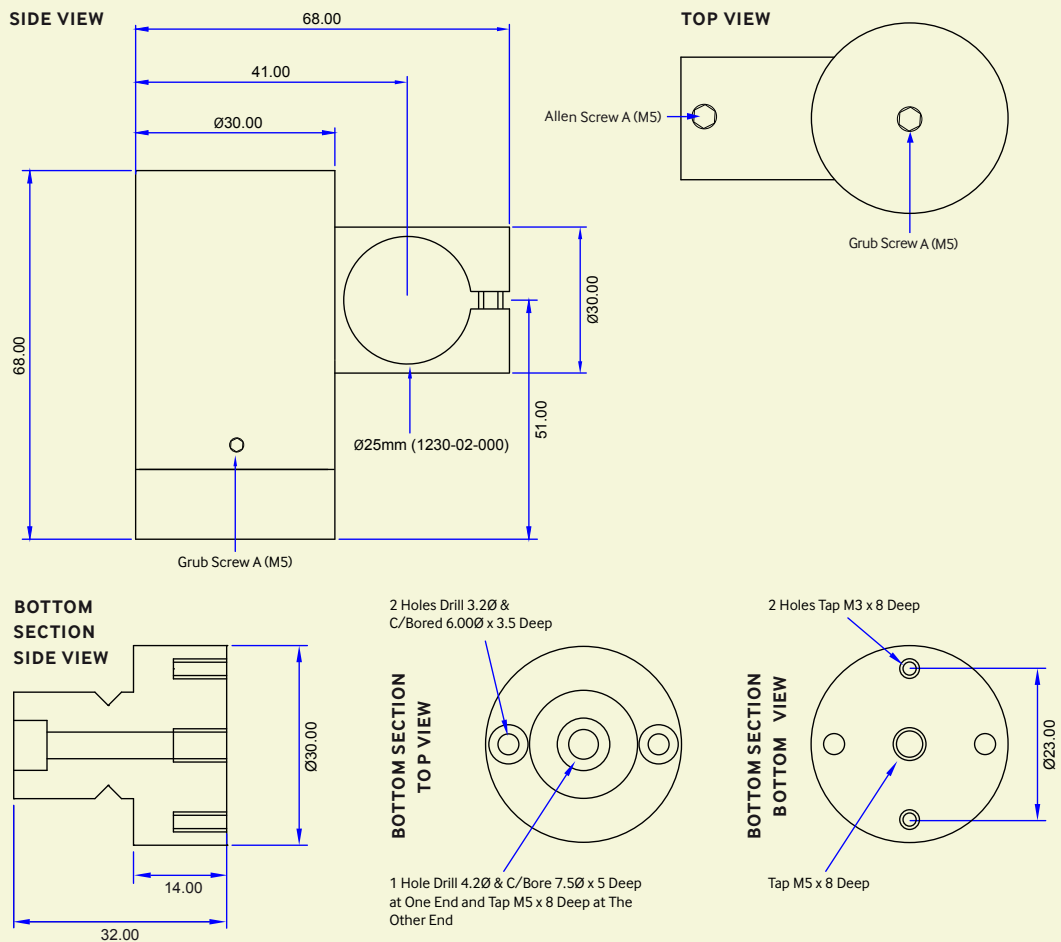 SIDE VIEW
68.00
41.00
Ø30.00
68.00
Ø30.00
51.00
Ø25mm (1230-02-000)
Grub Screw A (M5)
TOP VIEW
Allen Screw A (M5)
Grub Screw A (M5)
BOTTOM
SECTION
SIDE VIEW
Ø30.00
14.00
32.00
2 Holes Drill 3.2Ø &
C/Bored 6.00Ø x 3.5 Deep
BOTTOM SECTION
TOP VIEW
1 Hole Drill 4.2Ø & C/Bore 7.5Ø x 5 Deep
at One End and Tap M5 x 8 Deep at The
Other End
2 Holes Tap M3 x 8 Deep
BOTTOM SECTION
BOTTOM VIEW
Ø23.00
Tap M5 x 8 Deep